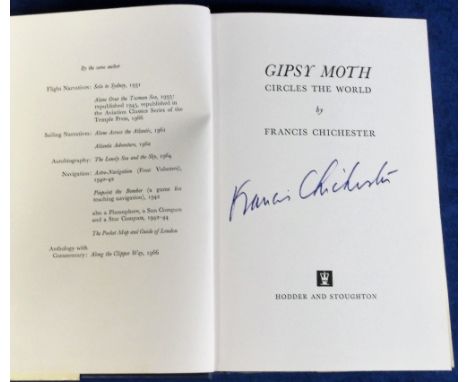 By the same author
Flight Narratives: Solo to Sydney, 1931
Alone Over the Tasman Sea, 1933:
republished 1945, republished in
the Aviation Classics Series of
the Temple Press, 1966
Sailing Narratives: Alone Across the Atlantic, 1961
Atlantic Adventure, 1962
Autobiography: The Lonely Sea and the Sky, 1964
Navigation: Astro-Navigation (Four Volumes),
1940-42
Pinpoint the Bomber (a game for
teaching navigation), 1942
also a Planisphere, a Sun Compass
and a Star Compass, 1942-44
The Pocket Map and Guide of London
Anthology with
Commentary: Along the Clipper Way, 1966
GIPSY MOTH
CIRCLES THE WORLD
by
FRANCIS CHICHESTER
Francis Chichester
HODDER AND STOUGHTON